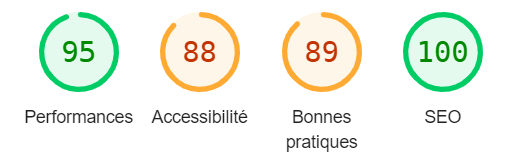 95 88 89 100
Performances Accessibilité Bonnes pratiques SEO